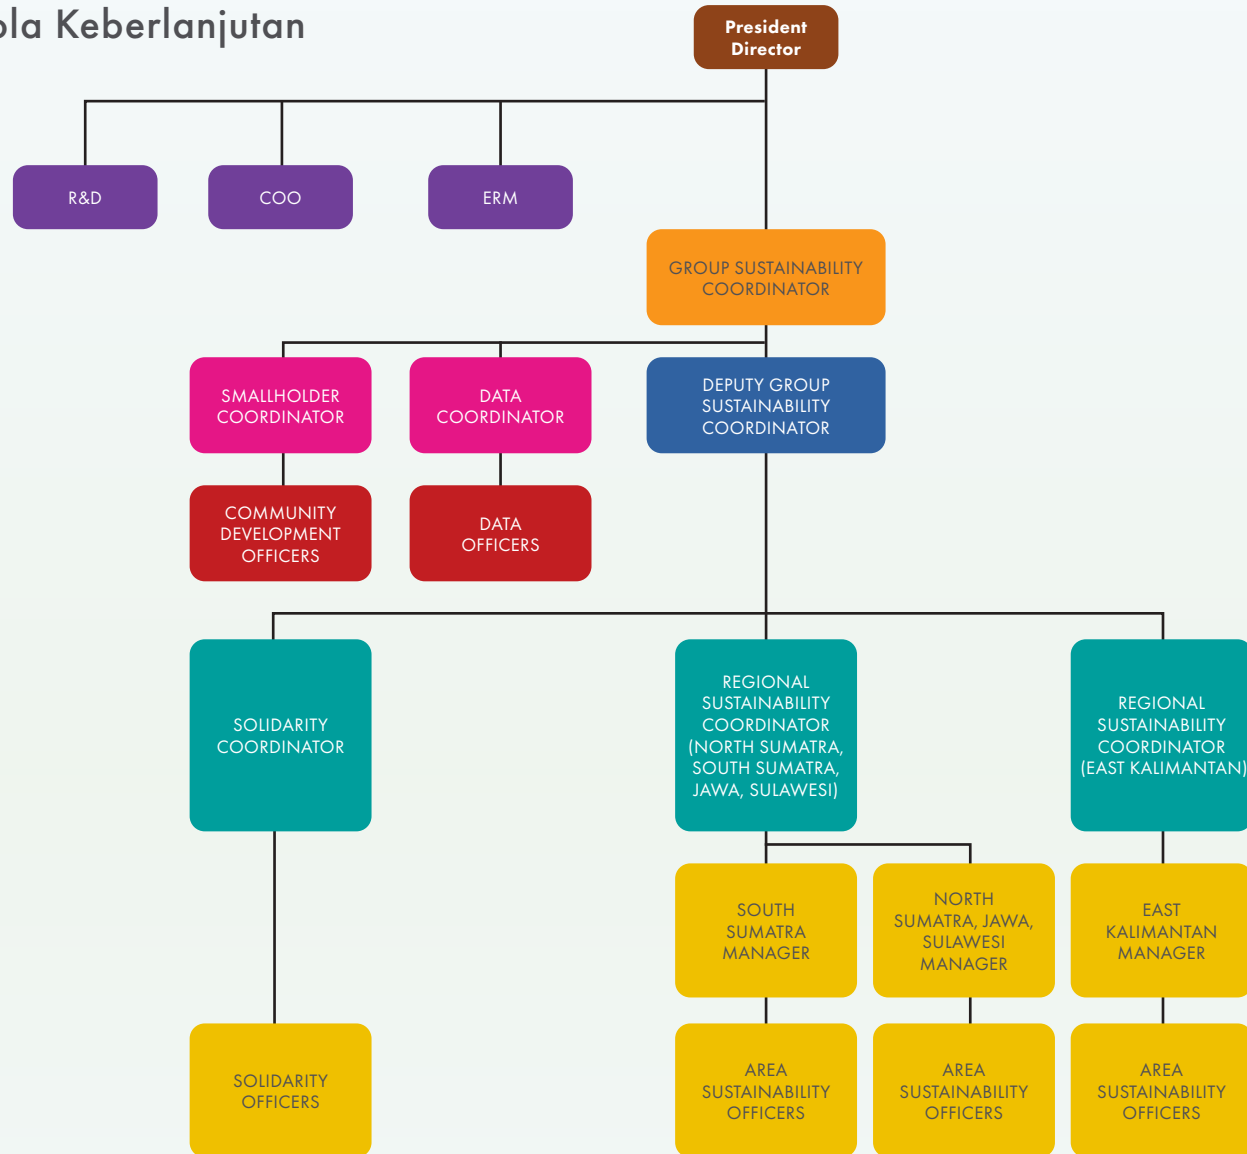 ola Keberlanjutan
President
Director
R&D
COO
ERM
GROUP SUSTAINABILITY
COORDINATOR
SMALLHOLDER
COORDINATOR
DATA
COORDINATOR
DEPUTY GROUP
SUSTAINABILITY
COORDINATOR
COMMUNITY
DEVELOPMENT
OFFICERS
DATA
OFFICERS
SOLIDARITY
COORDINATOR
REGIONAL
SUSTAINABILITY
COORDINATOR
(NORTH SUMATRA,
SOUTH SUMATRA,
JAWA, SULAWESI)
REGIONAL
SUSTAINABILITY
COORDINATOR
(EAST KALIMANTAN)
SOUTH
SUMATRA
MANAGER
NORTH
SUMATRA, JAWA,
SULAWESI
MANAGER
EAST
KALIMANTAN
MANAGER
SOLIDARITY
OFFICERS
AREA
SUSTAINABILITY
OFFICERS
AREA
SUSTAINABILITY
OFFICERS
AREA
SUSTAINABILITY
OFFICERS